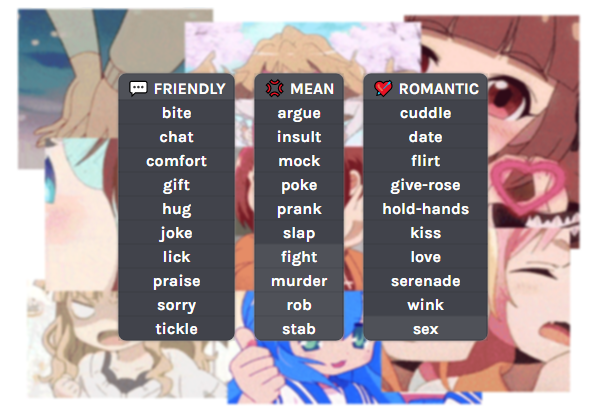 FRIENDLY
bite
chat
comfort
gift
hug
joke
lick
praise
sorry
tickle
MEAN
argue
insult
mock
poke
prank
slap
fight
murder
rob
stab
ROMANTIC
cuddle
date
flirt
give-rose
hold-hands
kiss
love
serenade
wink
sex